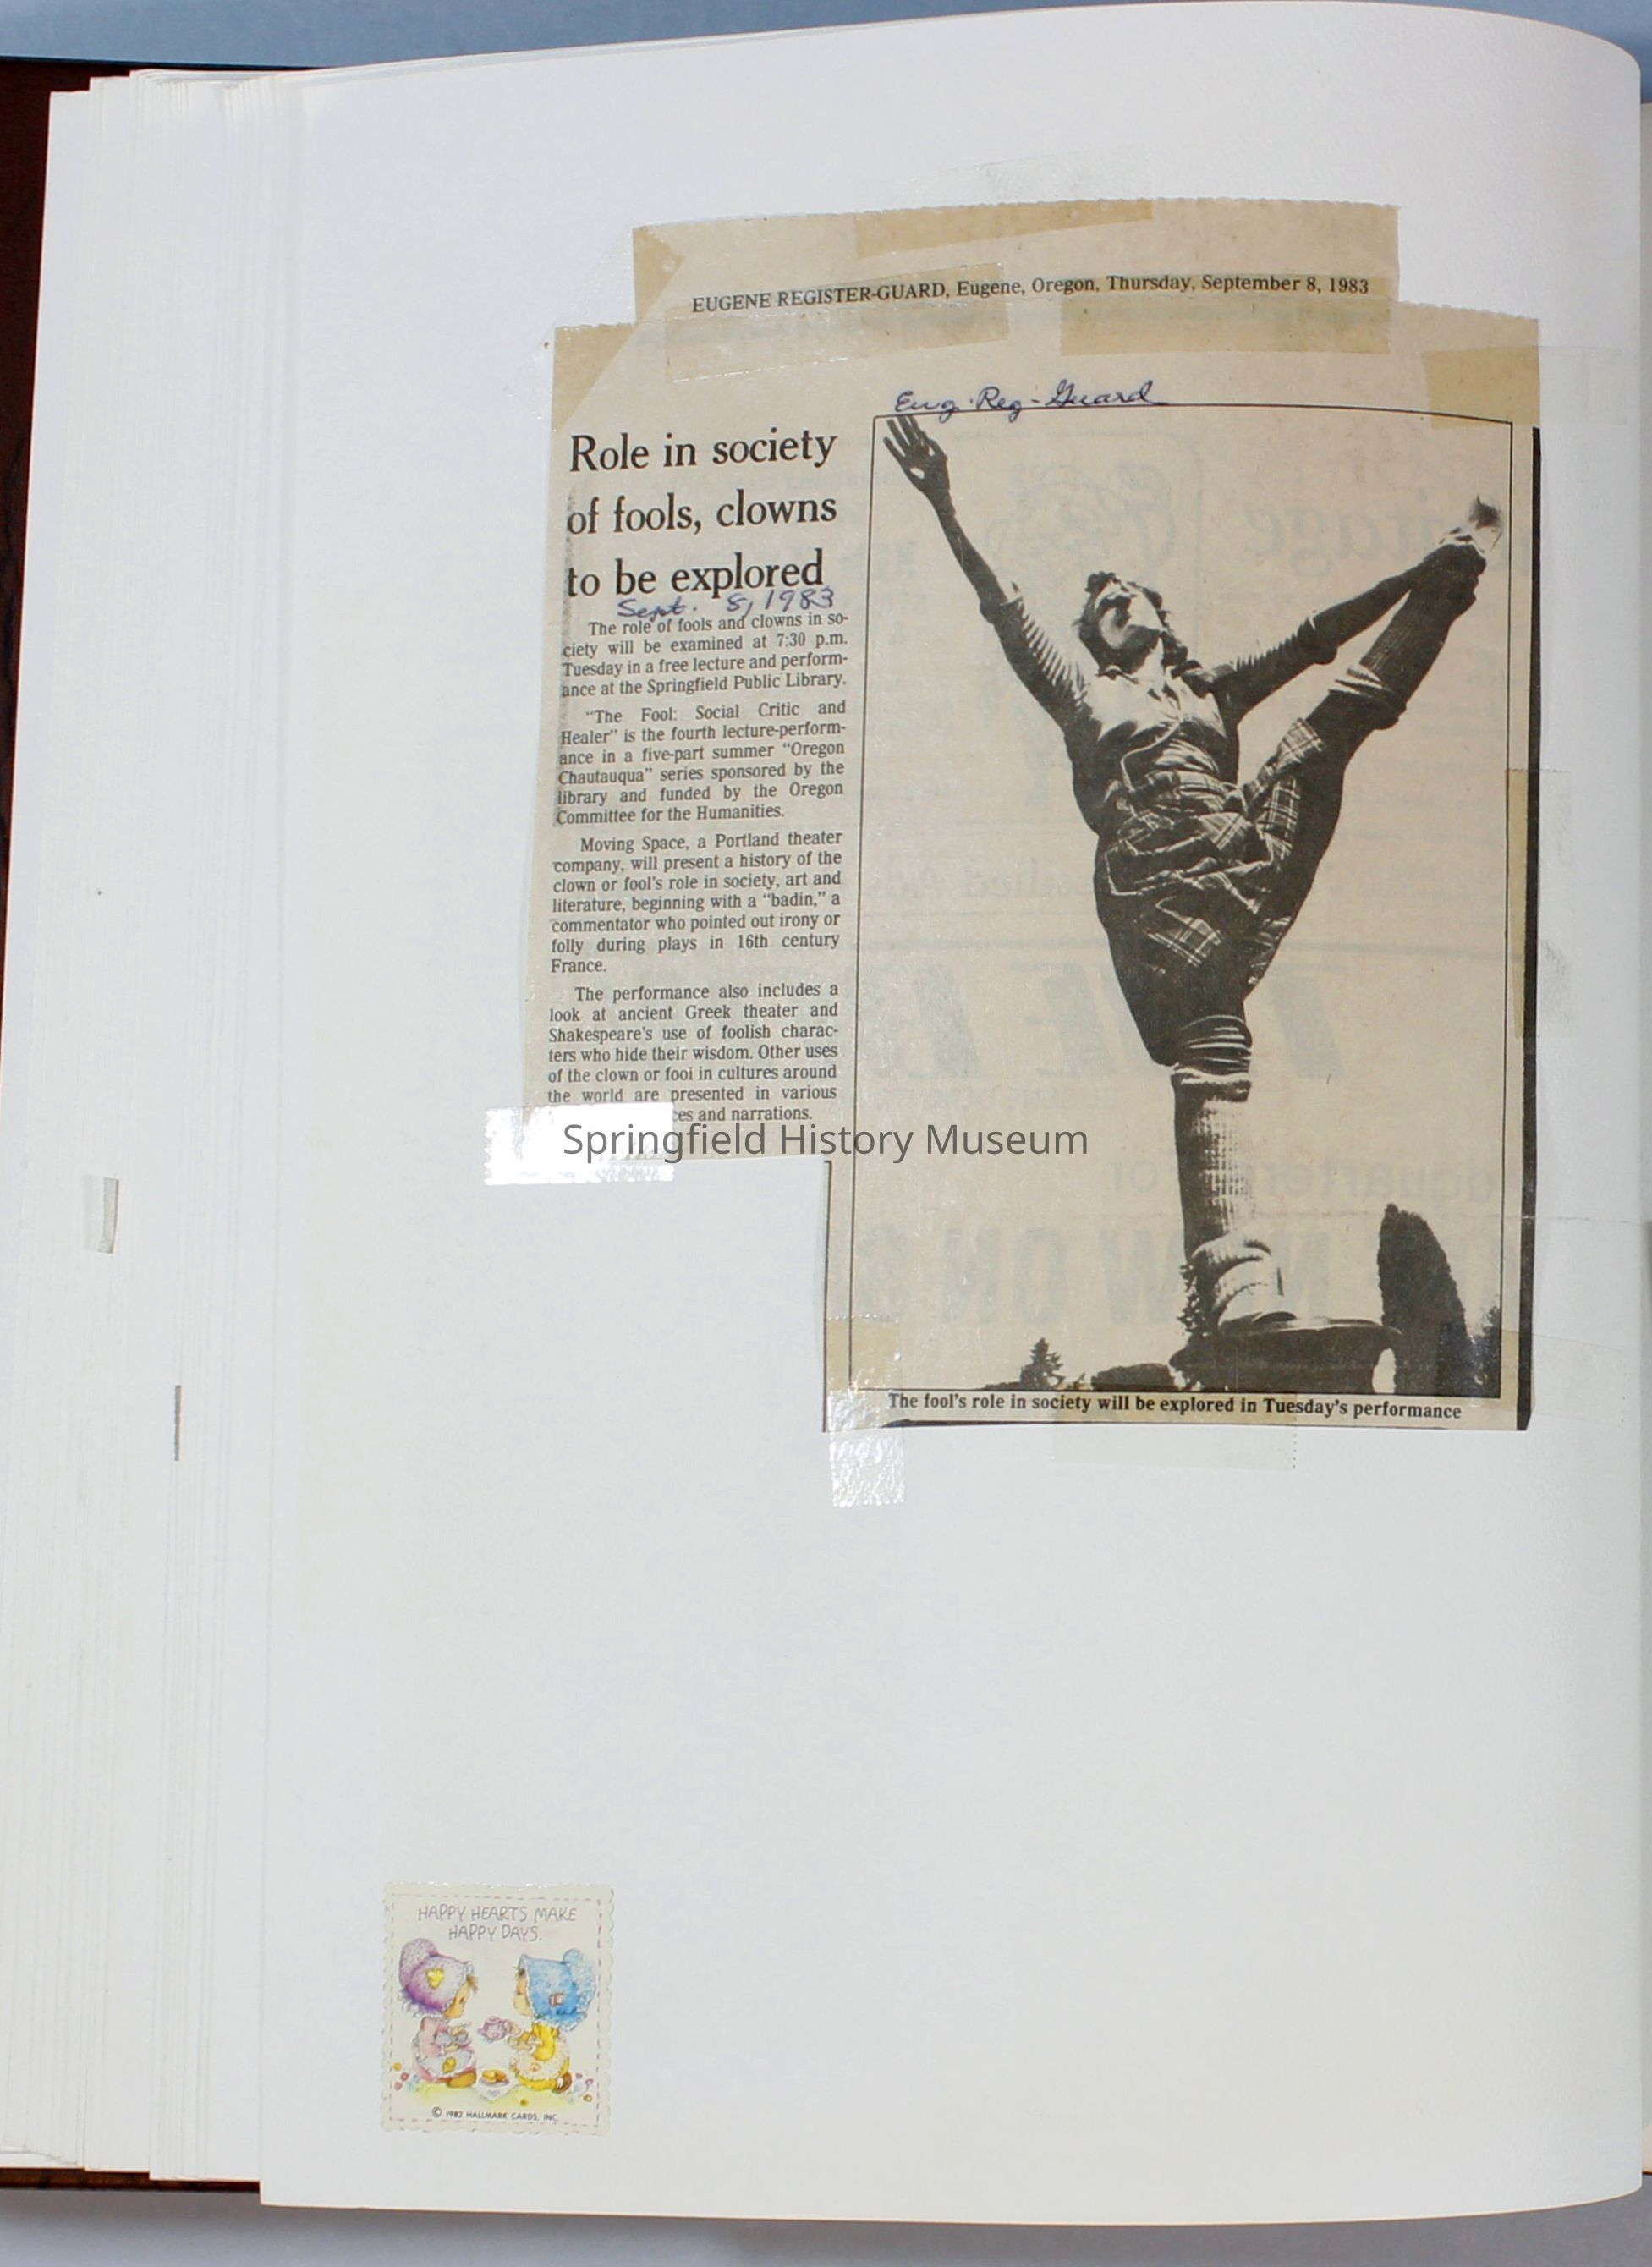 EUGENE REGISTER-GUARD, Eugene, Oregon, Thursday, September 8, 1983
Eug. Reg-Guard
Role in society
of fools, clowns
to be explored
Sept. 8, 1983
The role of fools and clowns in so-
ciety will be examined at 7:30 p.m.
Tuesday in a free lecture and perform-
ance at the Springfield Public Library.
"The Fool: Social Critic and
Healer" is the fourth lecture-perform-
ance in a five-part summer "Oregon
Chautauqua" series sponsored by the
library and funded by the Oregon
Committee for the Humanities.
Moving Space, a Portland theater
company, will present a history of the
clown or fool's role in society, art and
literature, beginning with a "badin," a
commentator who pointed out irony or
folly during plays in 16th century
France.
The performance also includes a
look at ancient Greek theater and
Shakespeare's use of foolish charac-
ters who hide their wisdom. Other uses
of the clown or fool in cultures around
the world are presented in various
and narrations.
Springfield History Museum
The fool's role in society will be explored in Tuesday's performance
HAPPY HEARTS MAKE
HAPPY DAYS.
© 1982 HALLMARK CARDS, INC.